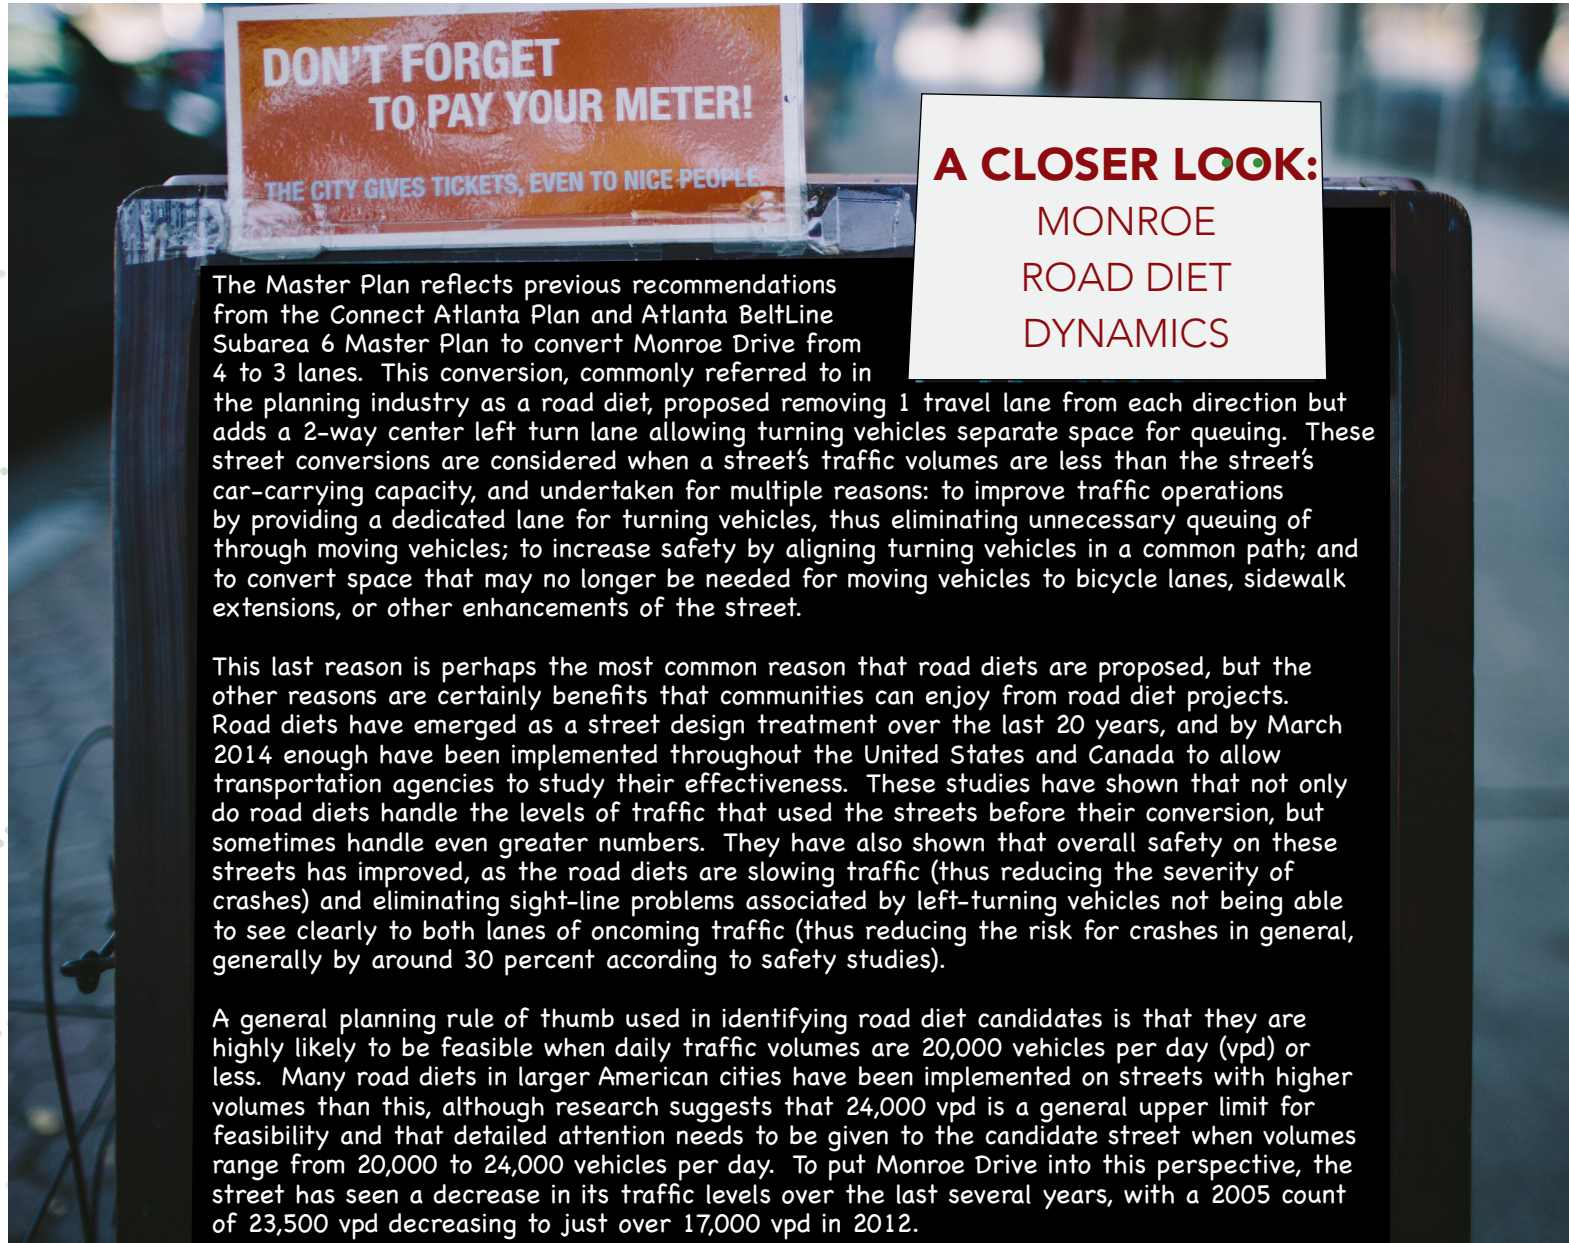 DON'T FORGET
TO PAY YOUR METER!
THE CITY GIVES TICKETS, EVEN TO NICE PEOPLE.
A CLOSER LOOK:
MONROE
ROAD DIET
DYNAMICS
The Master Plan reflects previous recommendations
from the Connect Atlanta Plan and Atlanta BeltLine
Subarea 6 Master Plan to convert Monroe Drive from
4 to 3 lanes.  This conversion, commonly referred to in
the planning industry as a road diet, proposed removing 1 travel lane from each direction but
adds a 2-way center left turn lane allowing turning vehicles separate space for queuing.  These
street conversions are considered when a street's traffic volumes are less than the street's
car-carrying capacity, and undertaken for multiple reasons: to improve traffic operations
by providing a dedicated lane for turning vehicles, thus eliminating unnecessary queuing of
through moving vehicles; to increase safety by aligning turning vehicles in a common path; and
to convert space that may no longer be needed for moving vehicles to bicycle lanes, sidewalk
extensions, or other enhancements of the street.
This last reason is perhaps the most common reason that road diets are proposed, but the
other reasons are certainly benefits that communities can enjoy from road diet projects.
Road diets have emerged as a street design treatment over the last 20 years, and by March
2014 enough have been implemented throughout the United States and Canada to allow
transportation agencies to study their effectiveness.  These studies have shown that not only
do road diets handle the levels of traffic that used the streets before their conversion, but
sometimes handle even greater numbers.  They have also shown that overall safety on these
streets has improved, as the road diets are slowing traffic (thus reducing the severity of
crashes) and eliminating sight-line problems associated by left-turning vehicles not being able
to see clearly to both lanes of oncoming traffic (thus reducing the risk for crashes in general,
generally by around 30 percent according to safety studies).
A general planning rule of thumb used in identifying road diet candidates is that they are
highly likely to be feasible when daily traffic volumes are 20,000 vehicles per day (vpd) or
less.  Many road diets in larger American cities have been implemented on streets with higher
volumes than this, although research suggests that 24,000 vpd is a general upper limit for
feasibility and that detailed attention needs to be given to the candidate street when volumes
range from 20,000 to 24,000 vehicles per day.  To put Monroe Drive into this perspective, the
street has seen a decrease in its traffic levels over the last several years, with a 2005 count
of 23,500 vpd decreasing to just over 17,000 vpd in 2012.